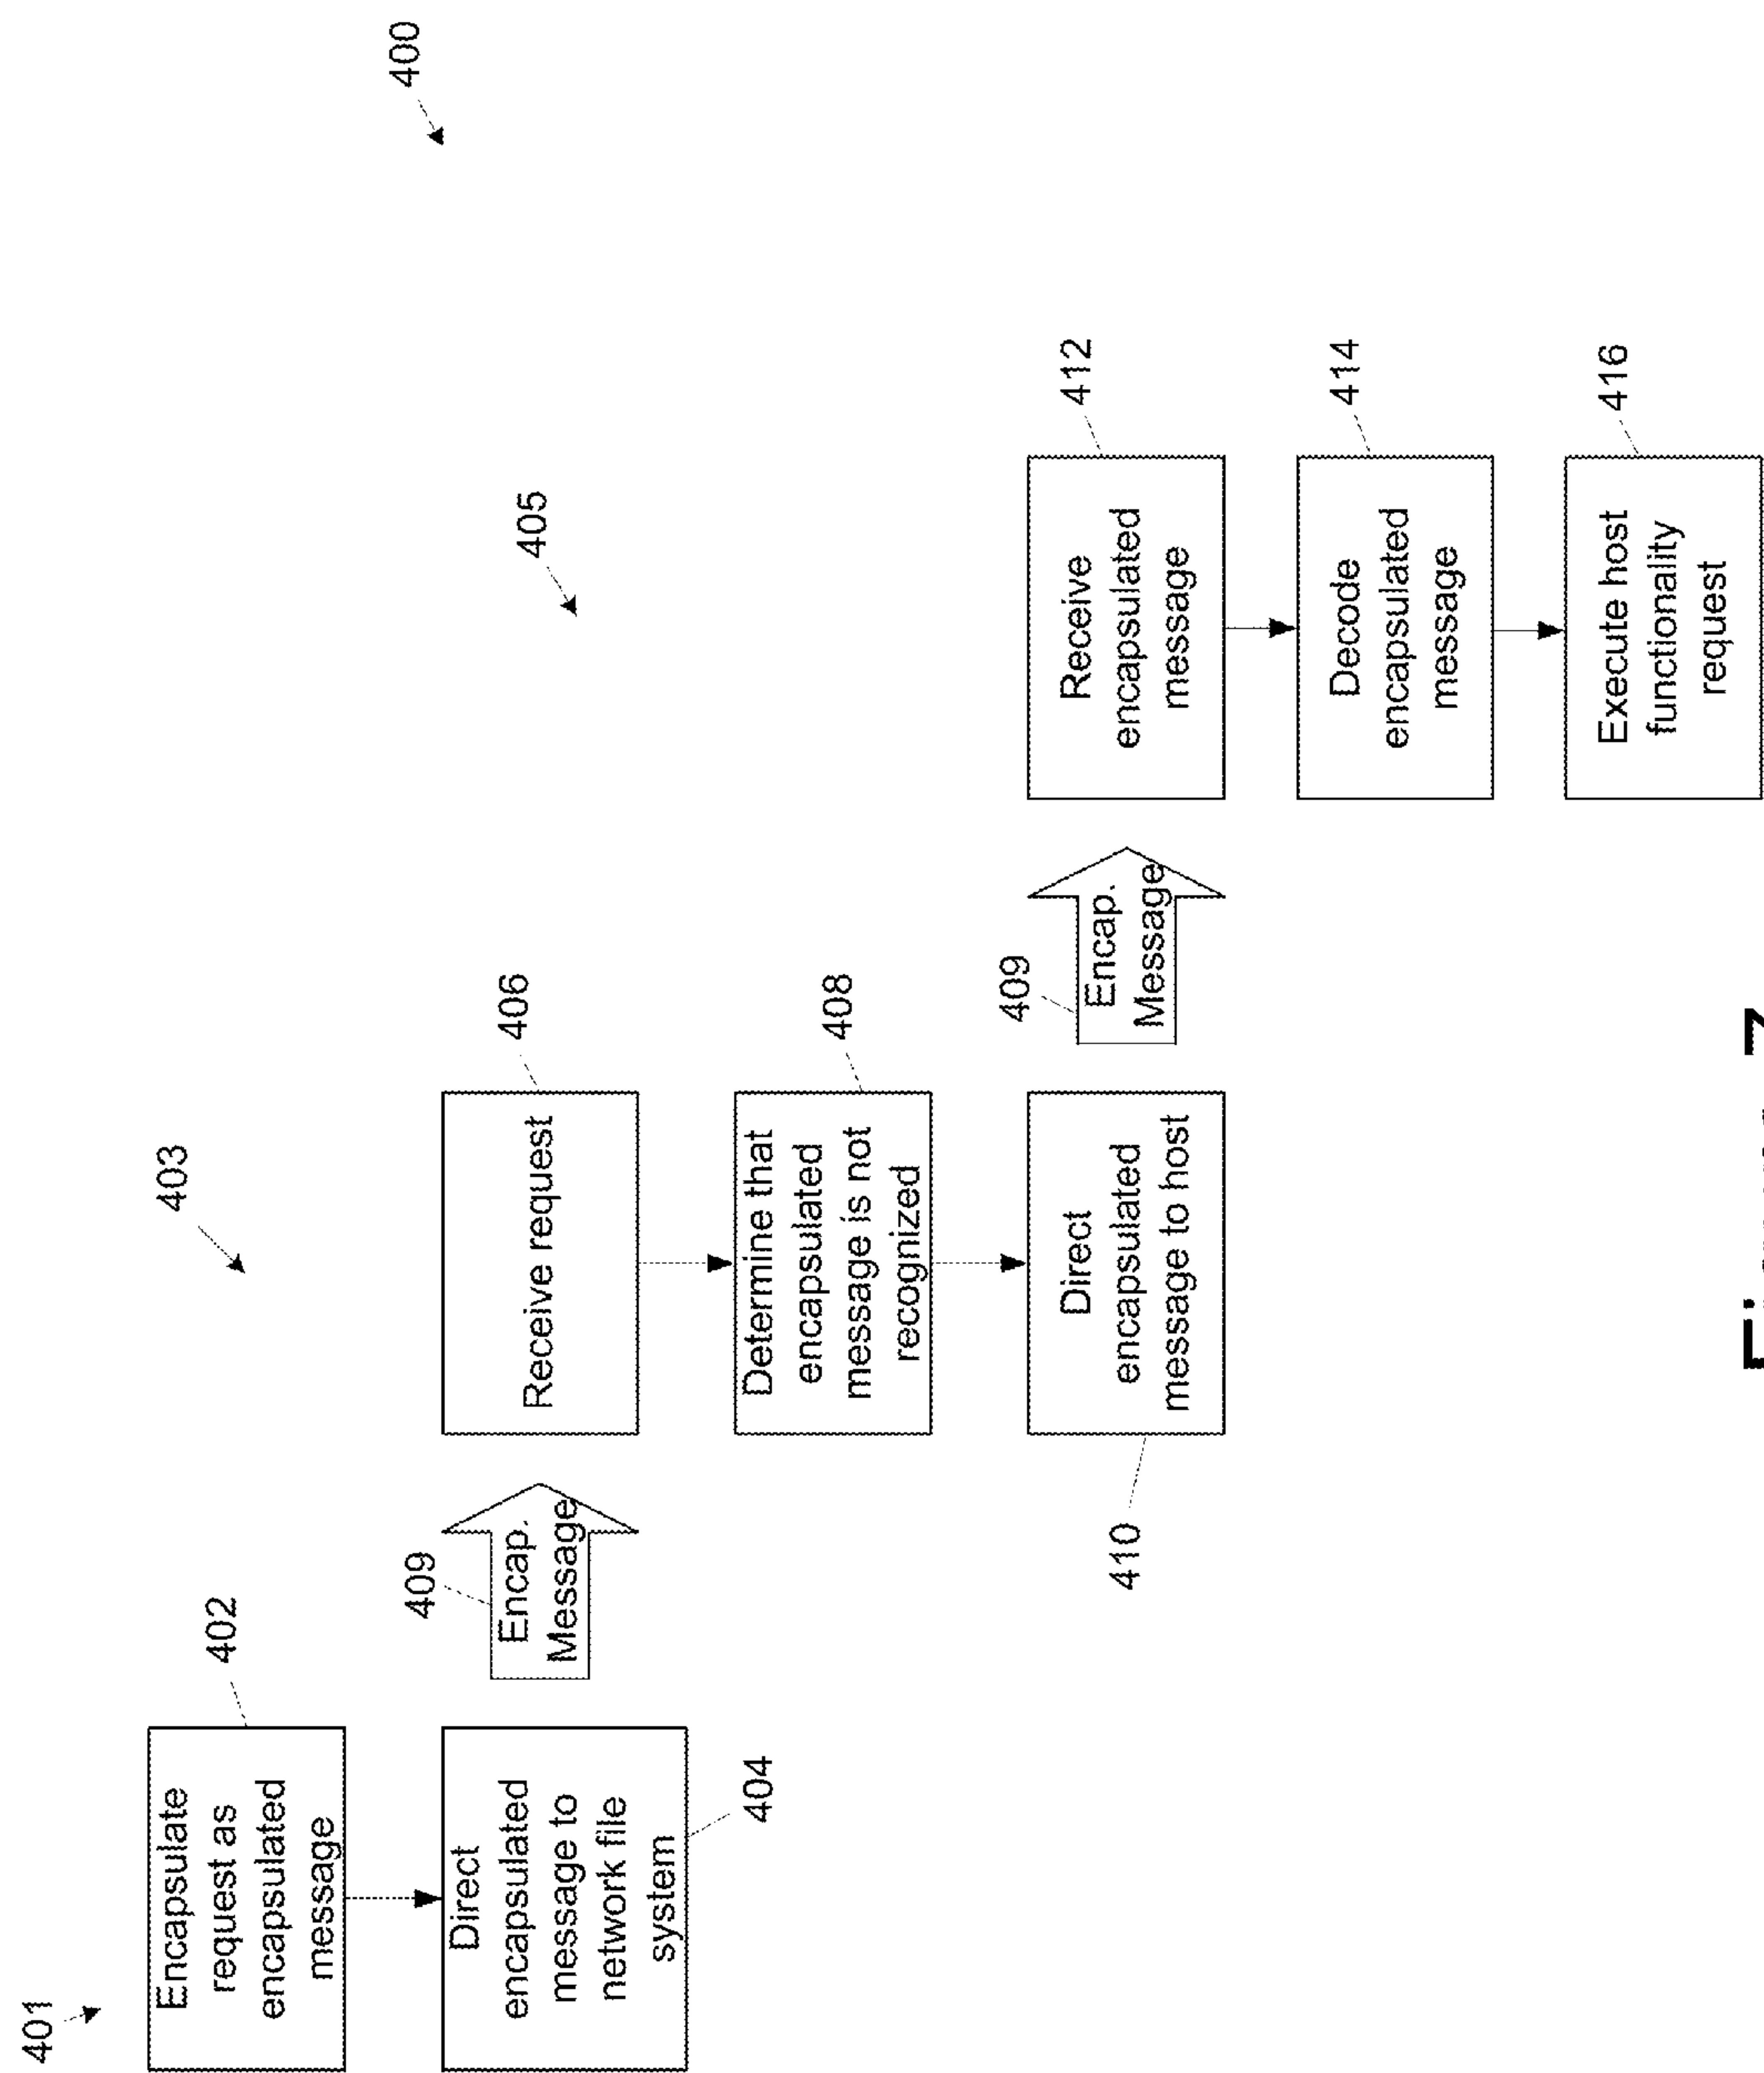 400
401
403
405
Encapsulate
request as
encapsulated
message
402
Direct
encapsulated
message to
network file
system
404
409
Encap.
Message
Receive request
406
Determine that
encapsulated
message is not
recognized
408
Direct
encapsulated
message to host
410
409
Encap.
Message
Receive
encapsulated
message
412
Decode
encapsulated
message
414
Execute host
functionality
request
416